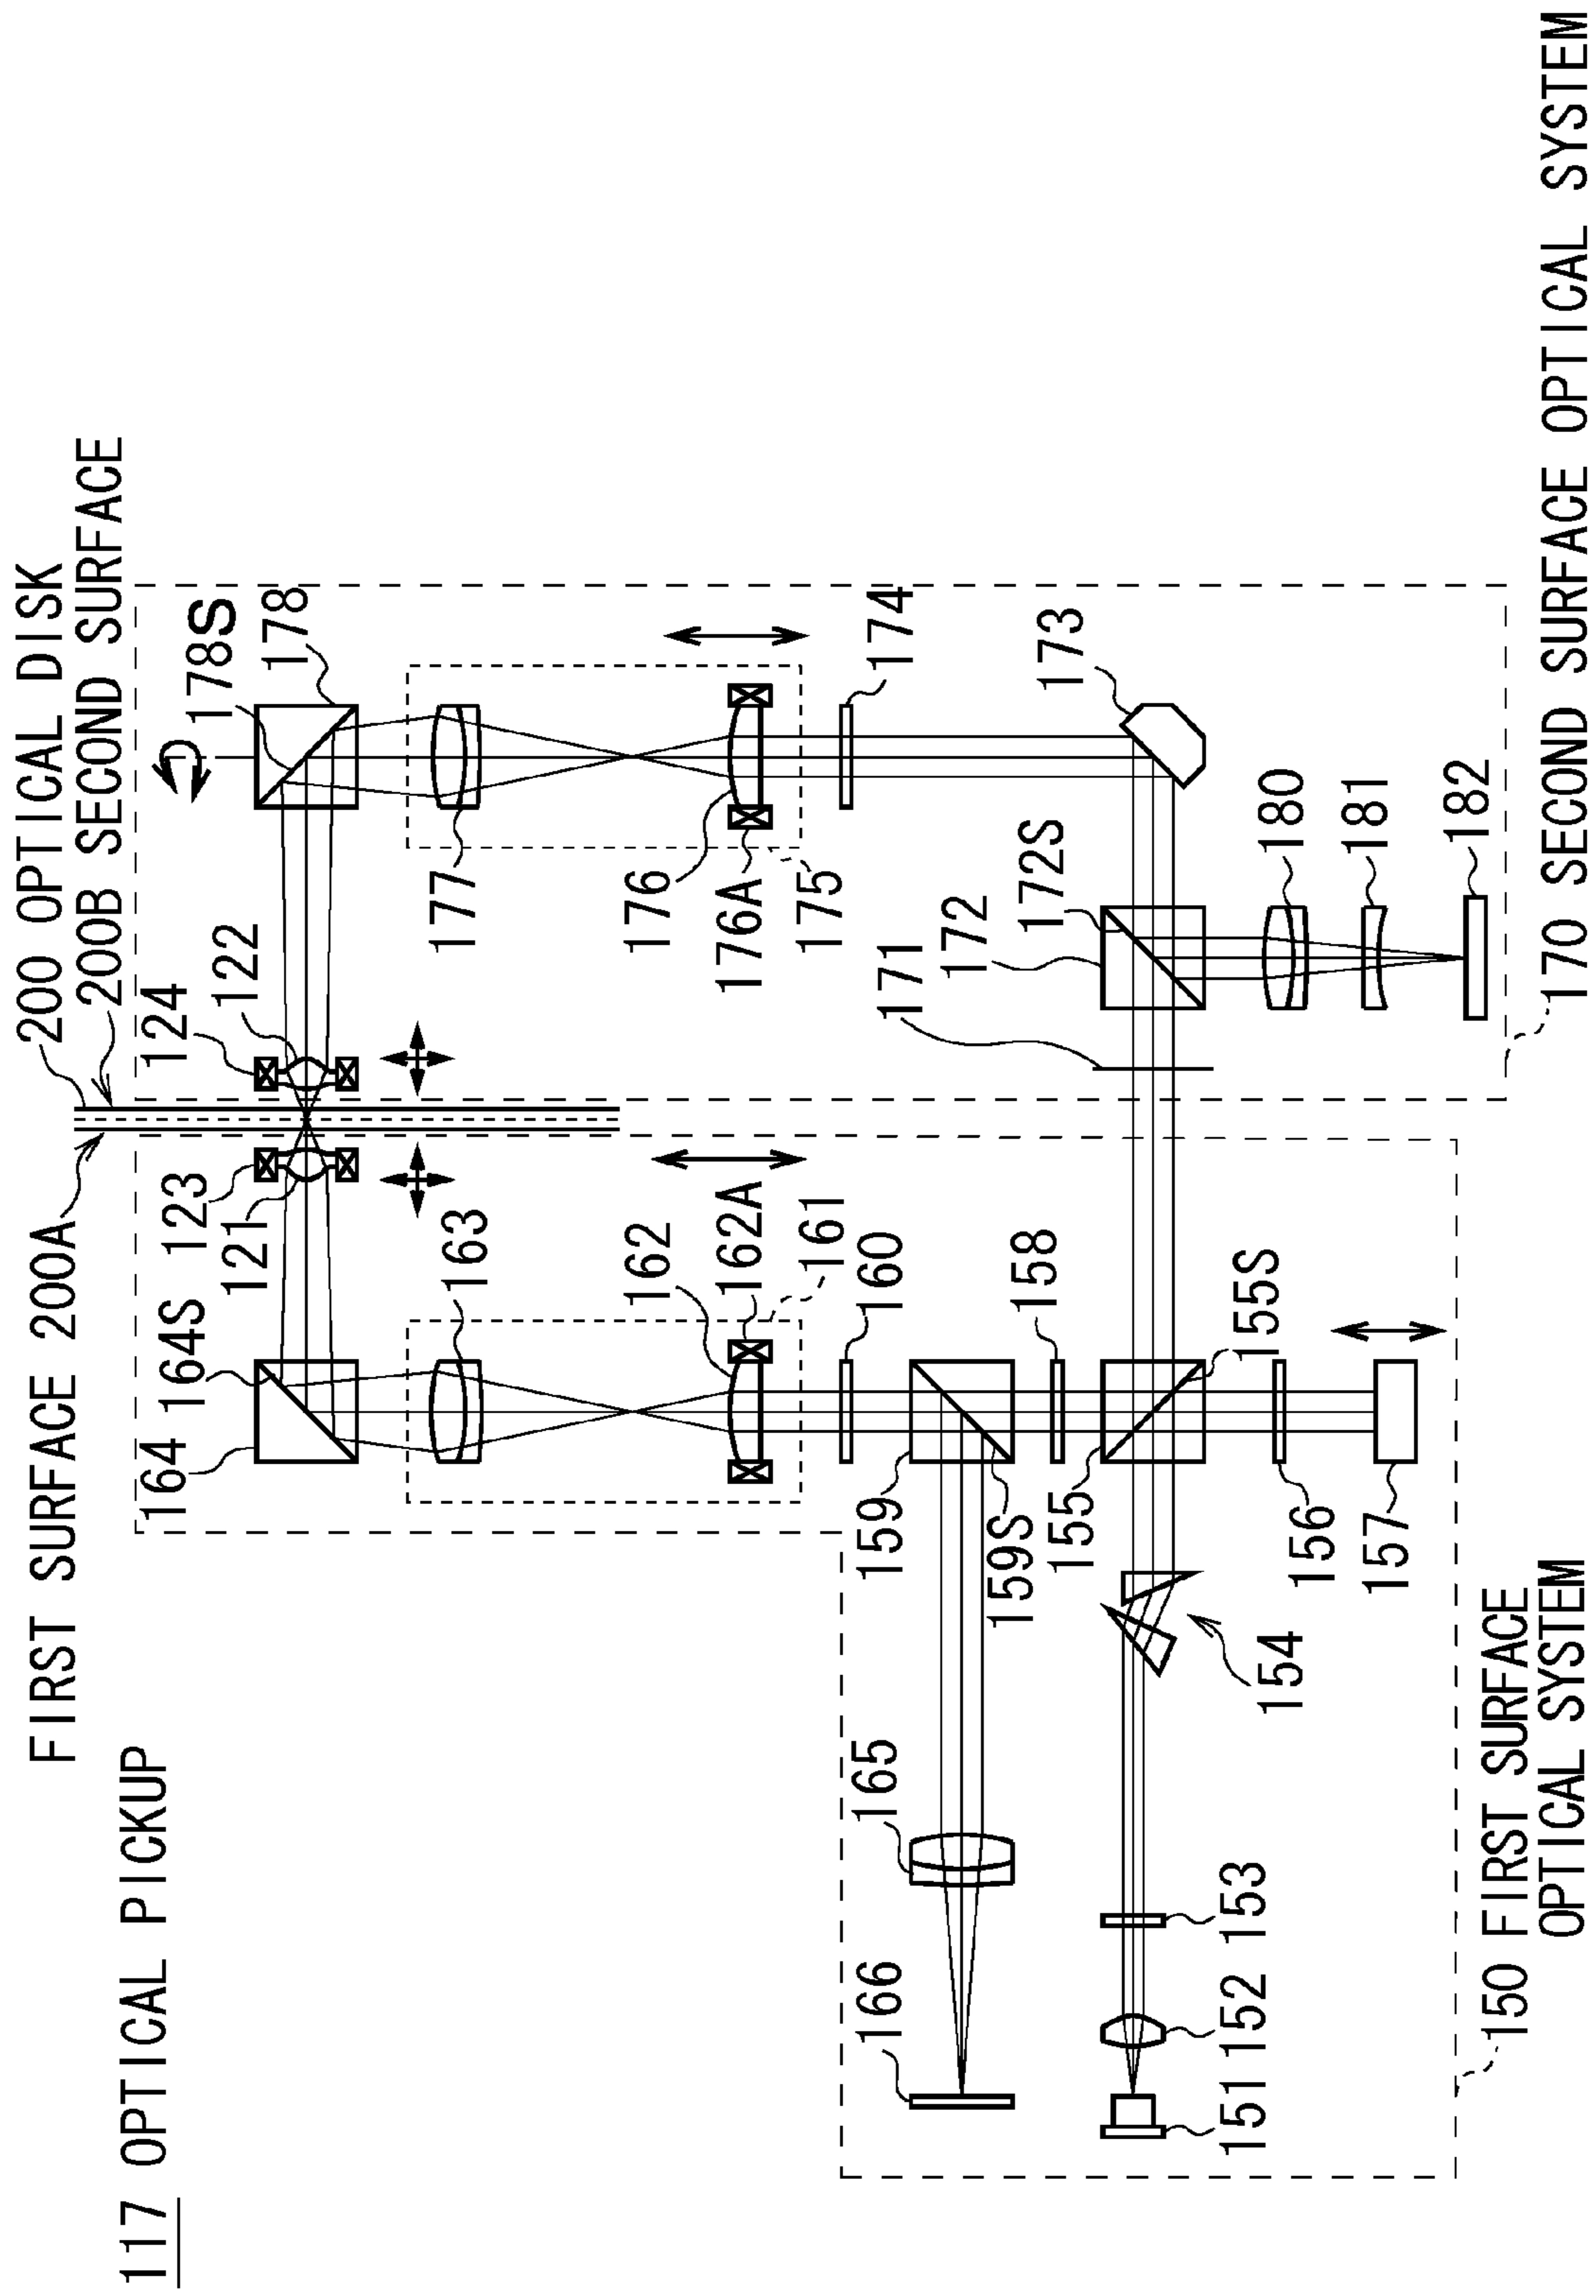 117 OPTICAL PICKUP
FIRST SURFACE 200A
200 OPTICAL DISK
200B SECOND SURFACE
164
164S
123
121
124
122
178S
178
163
177
162
162A
161
176
176A
175
160
174
159
159S
158
155
155S
171
172
172S
173
165
166
154
156
157
180
181
182
151
152
153
150 FIRST SURFACE
OPTICAL SYSTEM
170 SECOND SURFACE OPTICAL SYSTEM